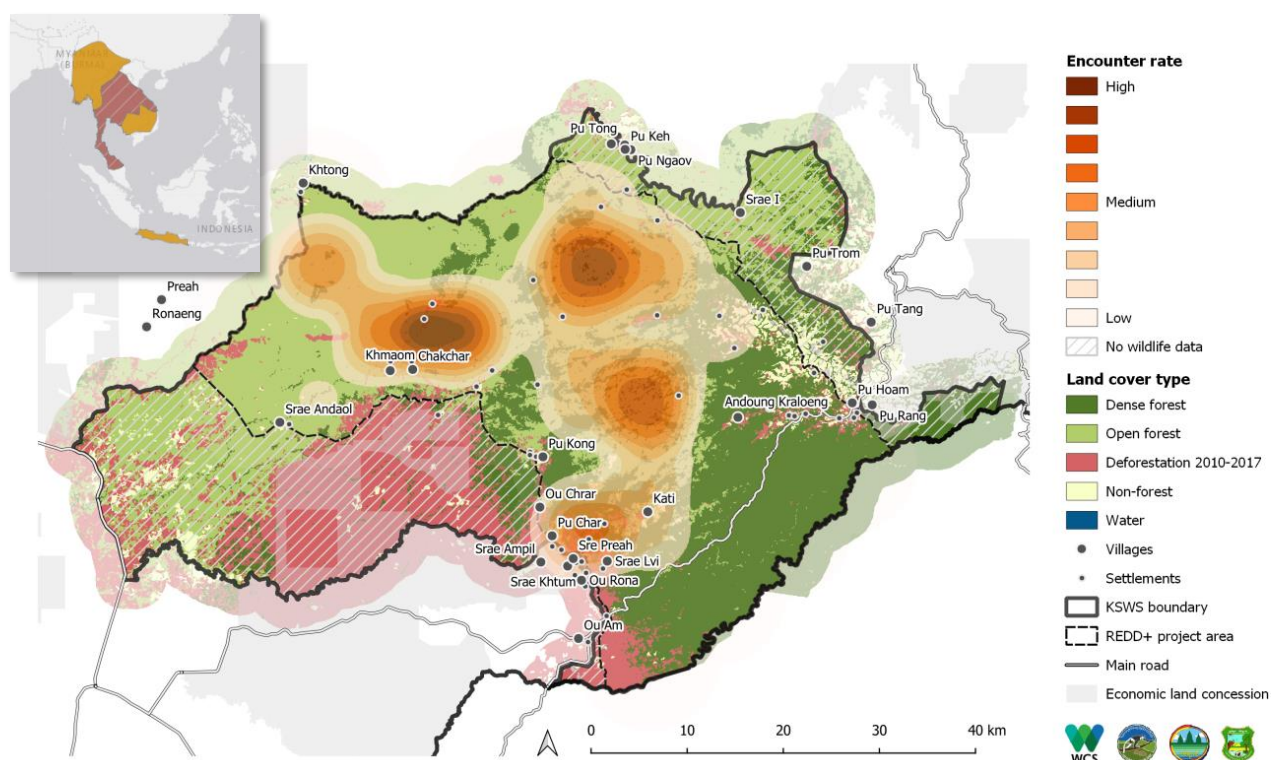 MYANMAR
(BURMA)
INDONESIA
Khtong
Preah
Ronaeng
Pu Tong
Pu Keh
Pu Ngaov
Srae I
Pu Trom
Pu Tang
Khmaom
Chakchar
Srae Andaol
Pu Hoam
Andoung Kraloeng
Pu Rang
Pu Kong
Ou Chrar
Kati
Pu Char
Srae Ampil
Sre Preah
Srae Lvi
Srae Khtum
Ou Rona
Ou Am
0 10 20 30 40 km
Encounter rate
High
Medium
Low
No wildlife data
Land cover type
Dense forest
Open forest
Deforestation 2010-2017
Non-forest
Water
Villages
Settlements
KSWS boundary
REDD+ project area
Main road
Economic land concession
WCS